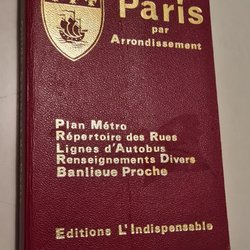 Paris
par
Arrondissement
Plan Métro
Répertoire des Rues
Lignes d'Autobus
Renseignements Divers
Banlieue Proche
Editions L'Indispensable